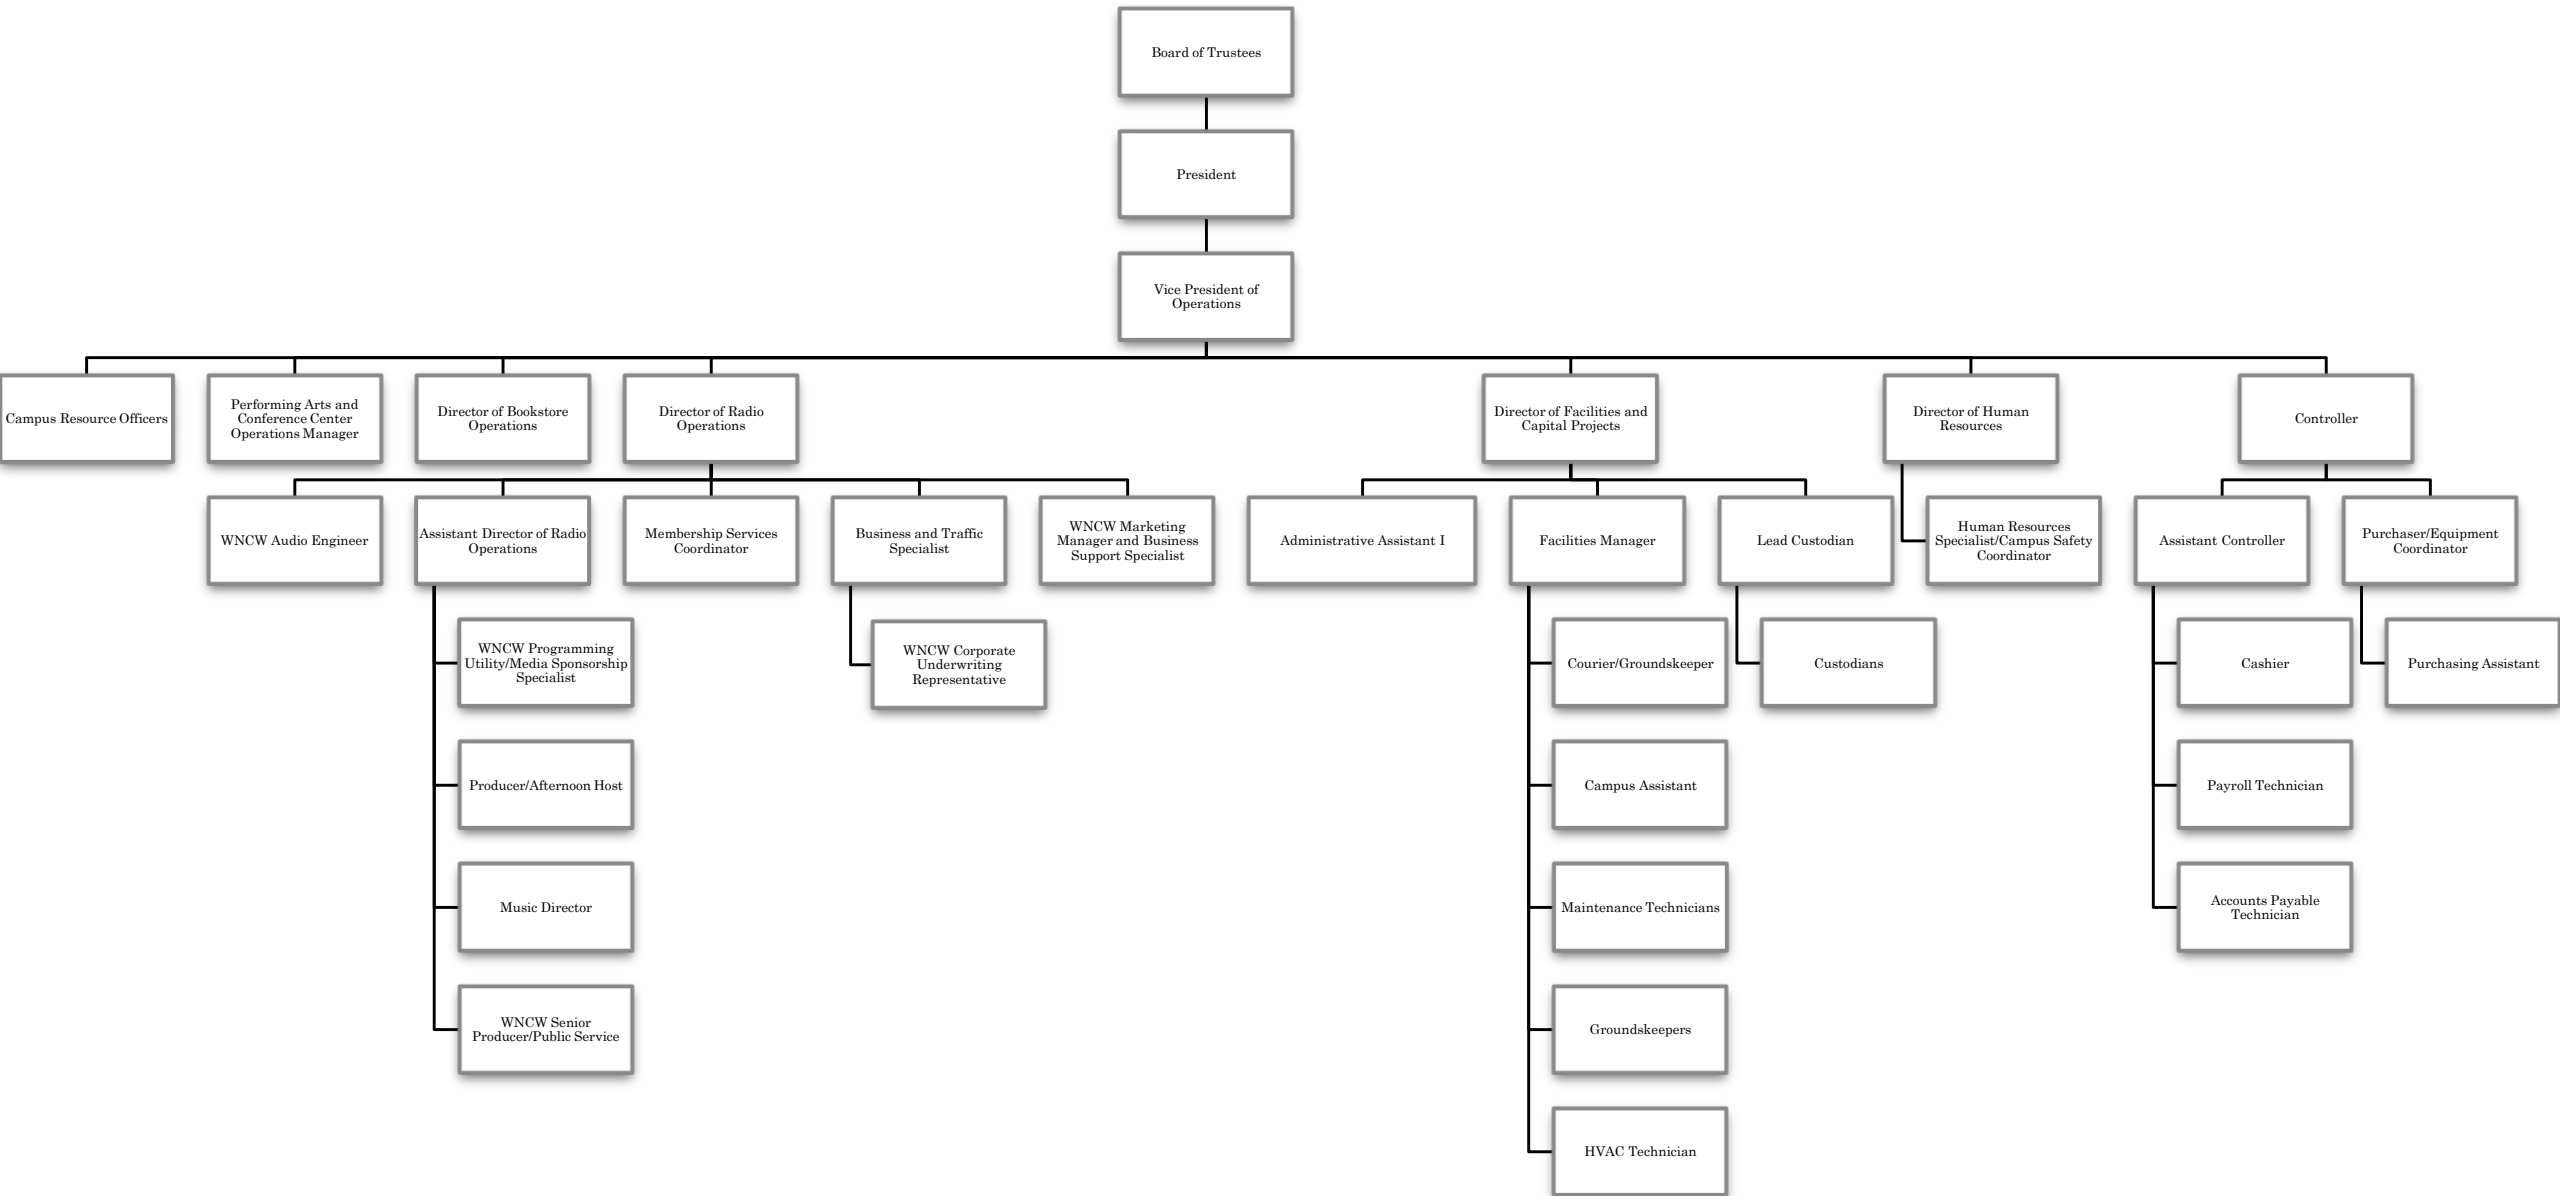 Board of Trustees
President
Vice President of
Operations
Campus Resource Officers
Performing Arts and
Conference Center
Operations Manager
Director of Bookstore
Operations
Director of Radio
Operations
Director of Facilities and
Capital Projects
Director of Human
Resources
Controller
WNCW Audio Engineer
Assistant Director of Radio
Operations
Membership Services
Coordinator
Business and Traffic
Specialist
WNCW Marketing
Manager and Business
Support Specialist
Administrative Assistant I
Facilities Manager
Lead Custodian
Human Resources
Specialist/Campus Safety
Coordinator
Assistant Controller
Purchaser/Equipment
Coordinator
WNCW Programming
Utility/Media Sponsorship
Specialist
WNCW Corporate
Underwriting
Representative
Courier/Groundskeeper
Custodians
Cashier
Purchasing Assistant
Producer/Afternoon Host
Campus Assistant
Payroll Technician
Music Director
Maintenance Technicians
Accounts Payable
Technician
WNCW Senior
Producer/Public Service
Groundskeepers
HVAC Technician